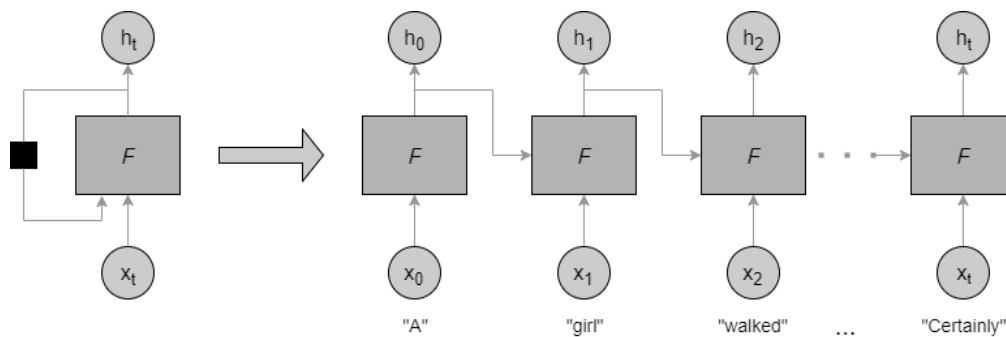 hₜ h₀ h₁ h₂ hₜ
F F F F F
xₜ x₀ x₁ x₂ xₜ
"A" "girl" "walked" ... "Certainly"